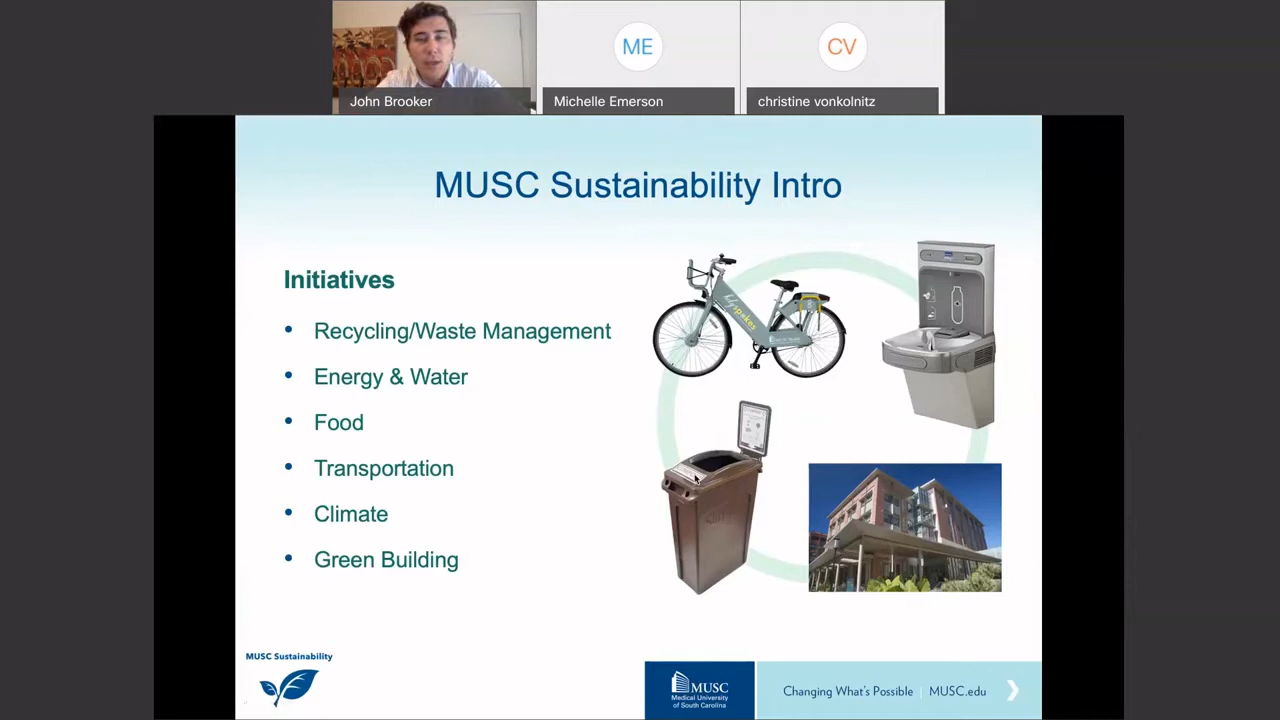 ME
CV
John Brooker
Michelle Emerson
christine vonkolnitz
MUSC Sustainability Intro
Initiatives
• Recycling/Waste Management
• Energy & Water
• Food
• Transportation
• Climate
• Green Building
spokes
MUSC Sustainability
MUSC
Medical University
of South Carolina
Changing What's Possible | MUSC.edu